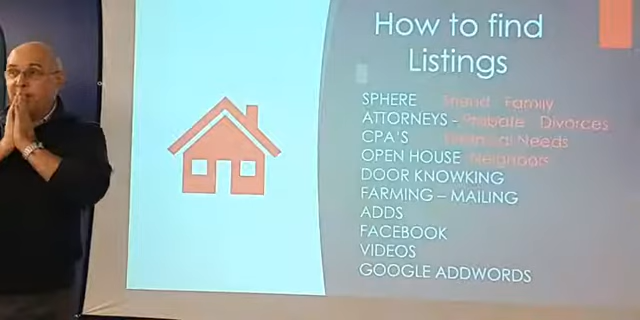 How to find
Listings
SPHERE Friend - Family
ATTORNEYS – Probate - Divorces
CPA'S Financial Needs
OPEN HOUSE Neighbors
DOOR KNOWKING
FARMING – MAILING
ADDS
FACEBOOK
VIDEOS
GOOGLE ADDWORDS